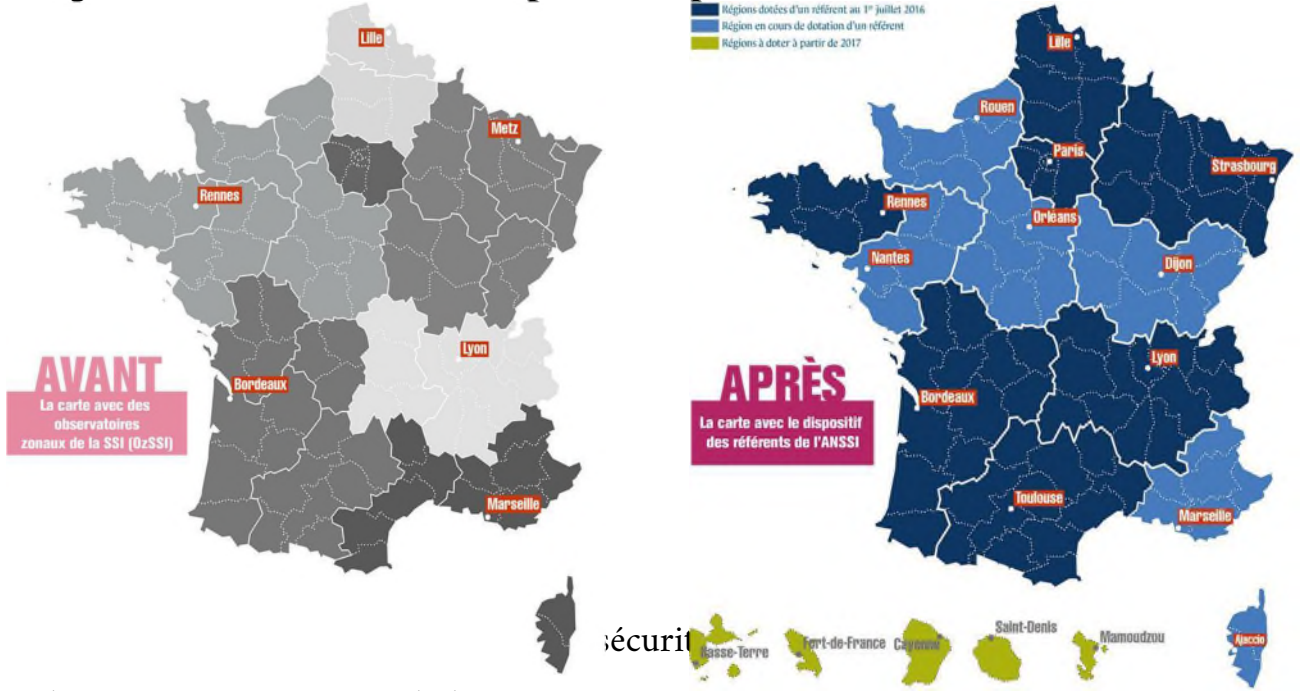 Lille
Metz
Rennes
Lyon
Bordeaux
Marseille
AVANT
La carte avec des
observatoires
zonaux de la SSI (OzSSI)
Régions dotées d'un référent au 1er juillet 2016
Région en cours de dotation d'un référent
Régions à doter à partir de 2017
Lille
Rouen
Paris
Strasbourg
Rennes
Orléans
Nantes
Dijon
Lyon
Bordeaux
Toulouse
Marseille
APRÈS
La carte avec le dispositif
des référents de l'ANSSI
Basse-Terre
Fort-de-France
Cayenne
Saint-Denis
Mamoudzou
Ajaccio